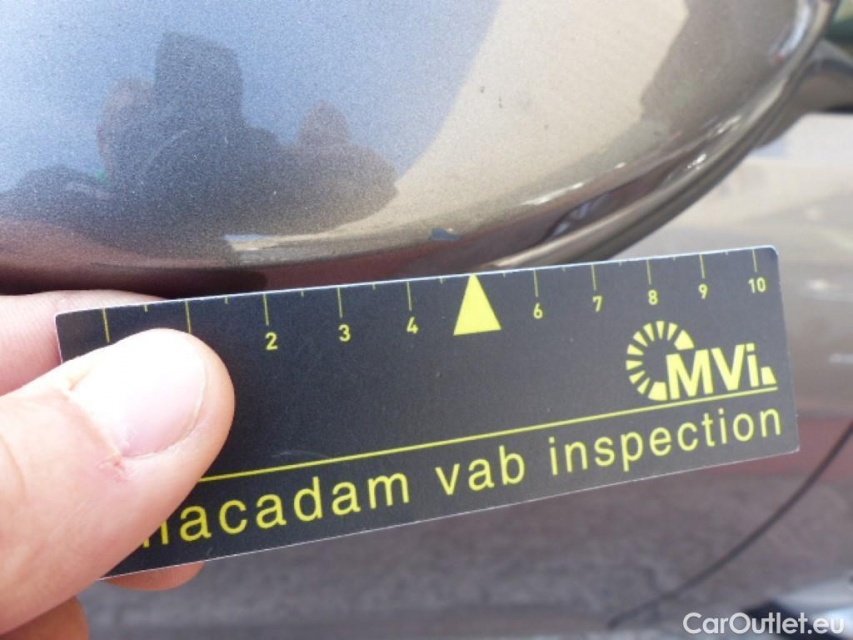 2 3 4 6 7 8 9 10
MVi
macadam vab inspection
CarOutlet.eu